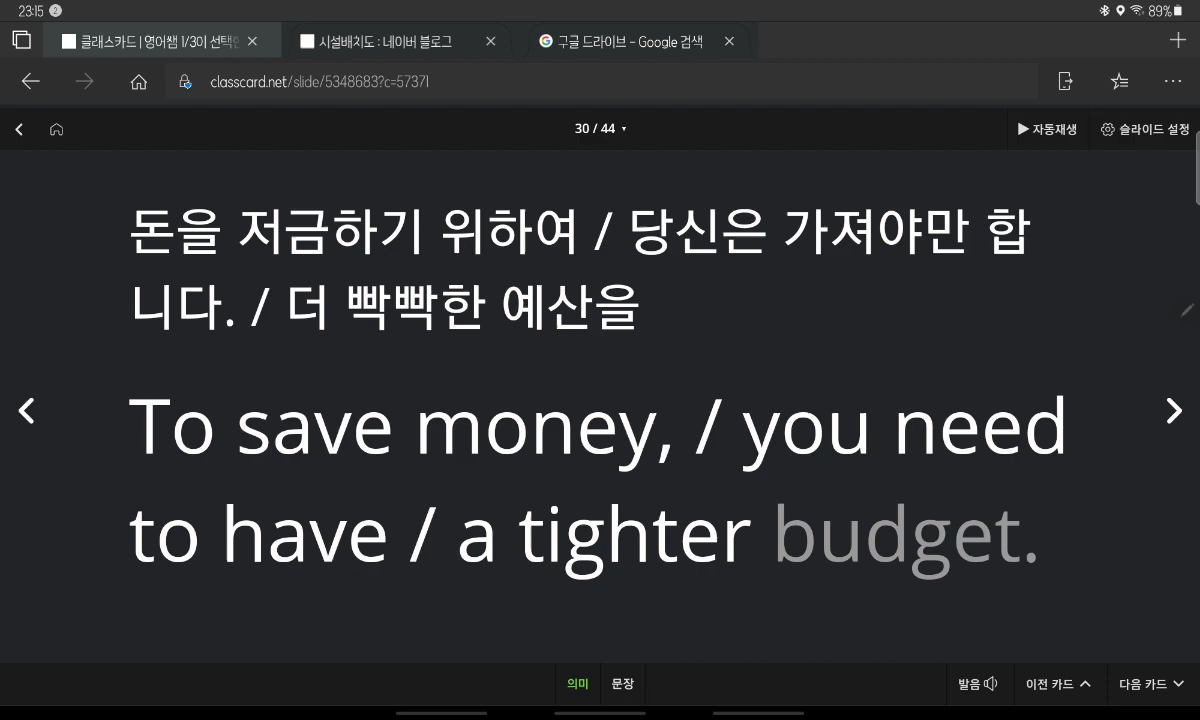 23:15 2 89%
클래스카드 | 영어쌤 1/3이 선택한 시설배치도 : 네이버 블로그 구글 드라이브 - Google 검색
classcard.net/slide/5348683?c=57371
30 / 44 자동재생 슬라이드 설정
돈을 저금하기 위하여 / 당신은 가져야만 합
니다. / 더 빡빡한 예산을
To save money, / you need
to have / a tighter budget.
의미 문장 발음 이전 카드 다음 카드